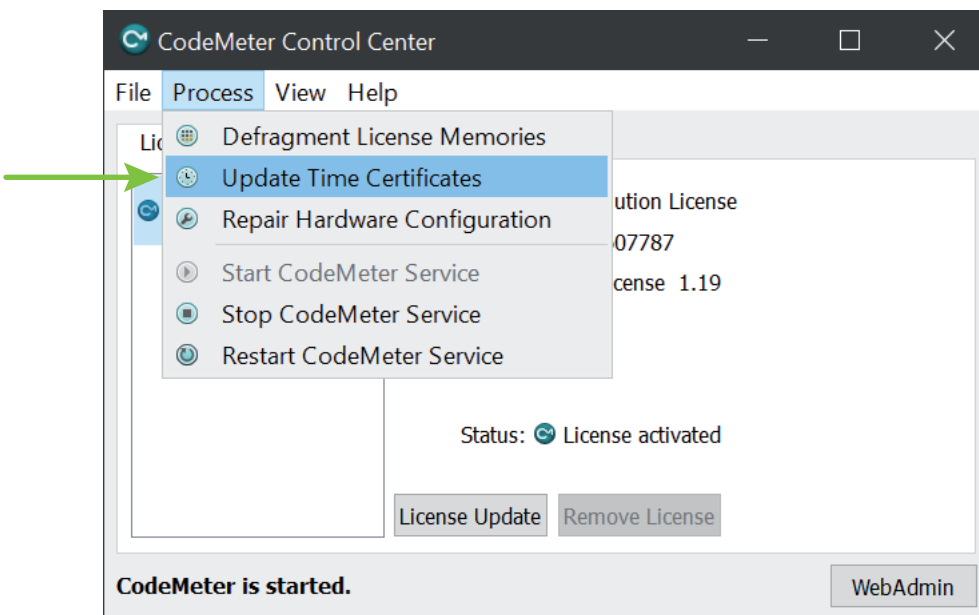 CodeMeter Control Center
File Process View Help
Defragment License Memories
Update Time Certificates
Repair Hardware Configuration
Start CodeMeter Service
Stop CodeMeter Service
Restart CodeMeter Service
License
07787
1.19
Status: License activated
License Update Remove License
CodeMeter is started.
WebAdmin